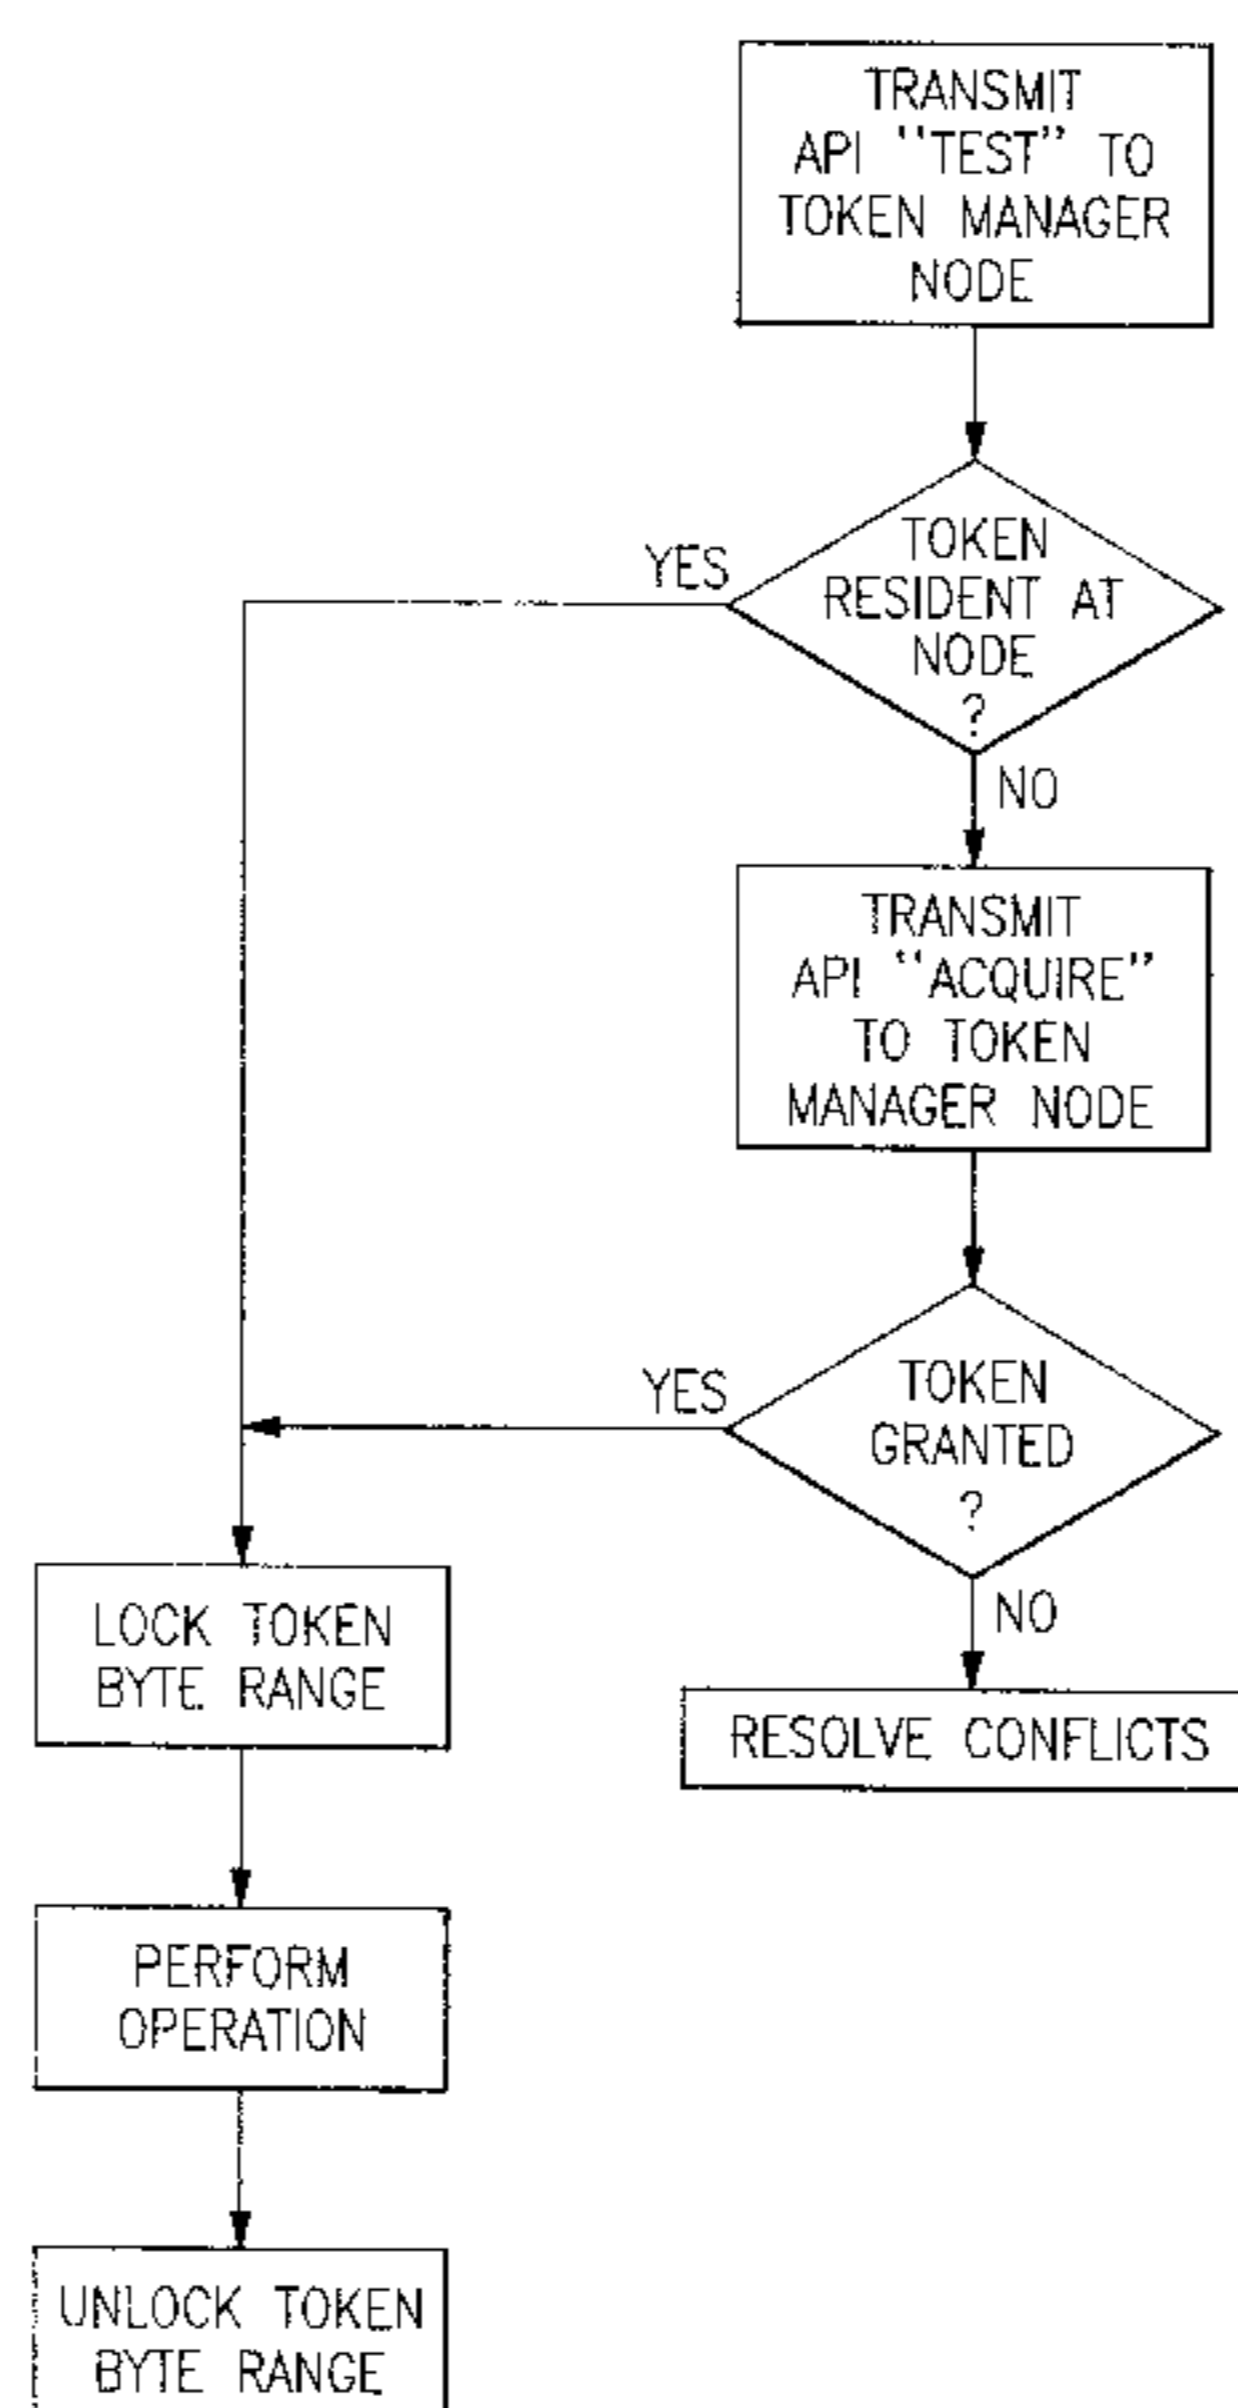 TRANSMIT
API "TEST" TO
TOKEN MANAGER
NODE
TOKEN
RESIDENT AT
NODE
?
YES
NO
TRANSMIT
API "ACQUIRE"
TO TOKEN
MANAGER NODE
TOKEN
GRANTED
?
YES
NO
RESOLVE CONFLICTS
LOCK TOKEN
BYTE RANGE
PERFORM
OPERATION
UNLOCK TOKEN
BYTE RANGE